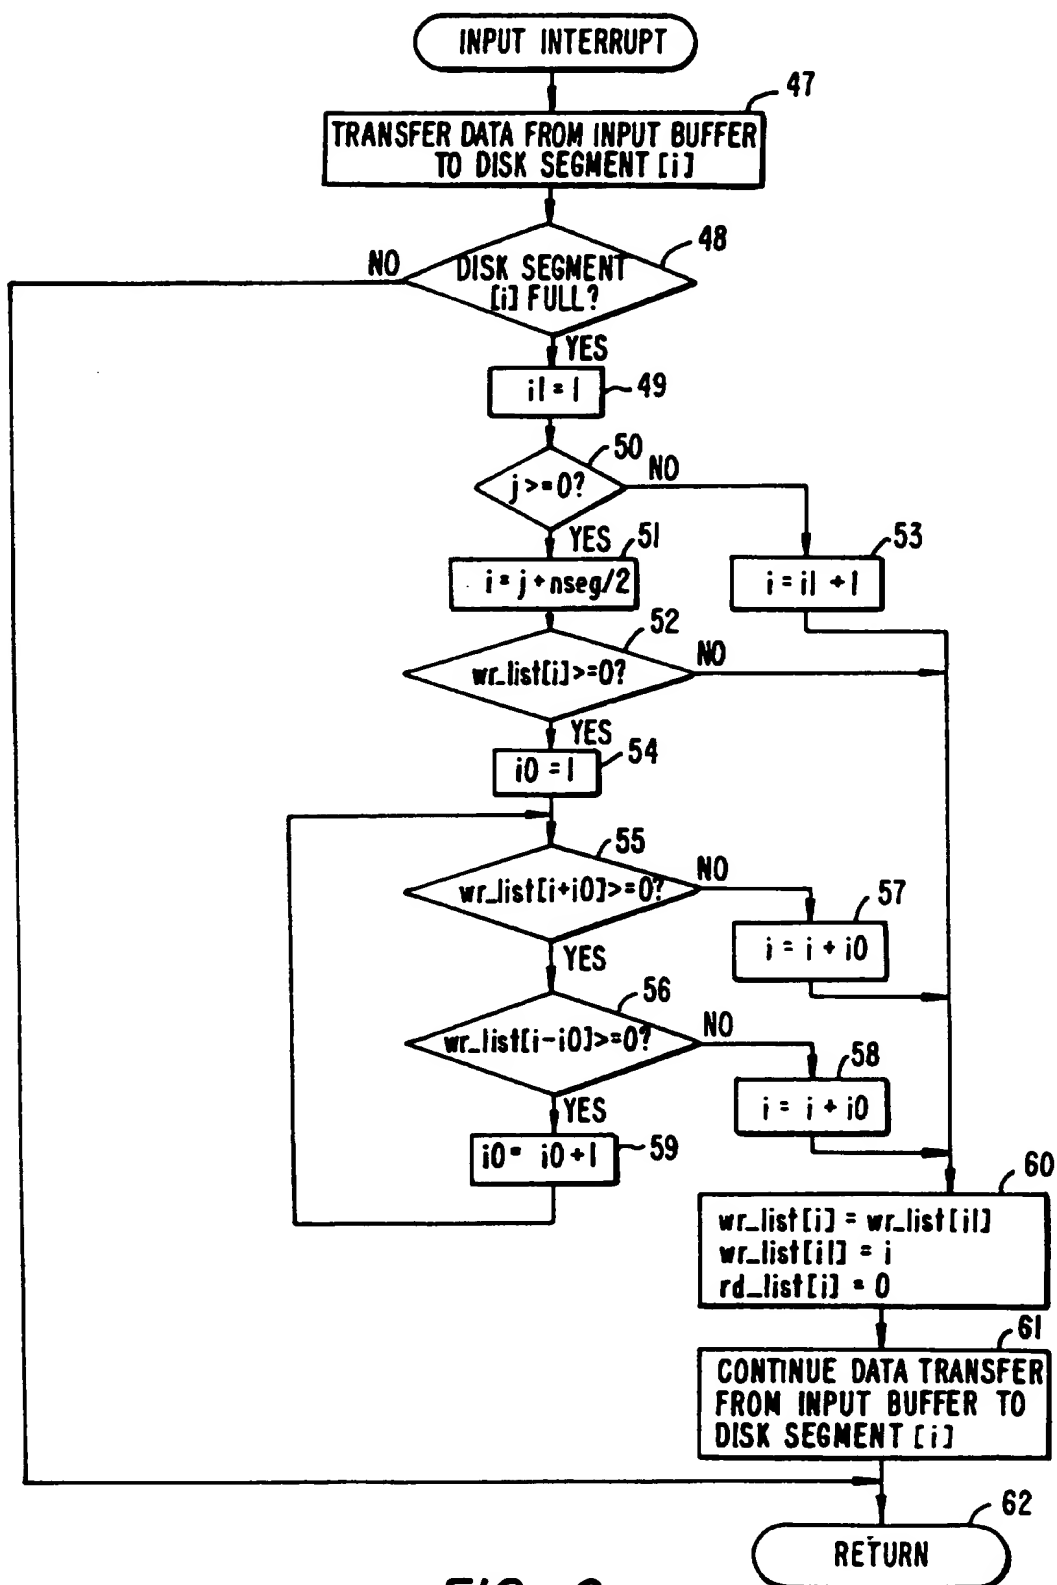 INPUT INTERRUPT
47
TRANSFER DATA FROM INPUT BUFFER
TO DISK SEGMENT [i]
48
NO
DISK SEGMENT
[i] FULL?
YES
i1 = 1
49
50
j >= 0?
NO
YES
51
i = j + nseg/2
53
i = i1 + 1
52
wr_list[i] >= 0?
NO
YES
54
i0 = 1
55
wr_list[i+i0] >= 0?
NO
57
i = i + i0
YES
56
wr_list[i-i0] >= 0?
NO
58
i = i + i0
YES
i0 = i0 + 1
59
60
wr_list[i] = wr_list[i1]
wr_list[i1] = i
rd_list[i] = 0
61
CONTINUE DATA TRANSFER
FROM INPUT BUFFER TO
DISK SEGMENT [i]
62
RETURN